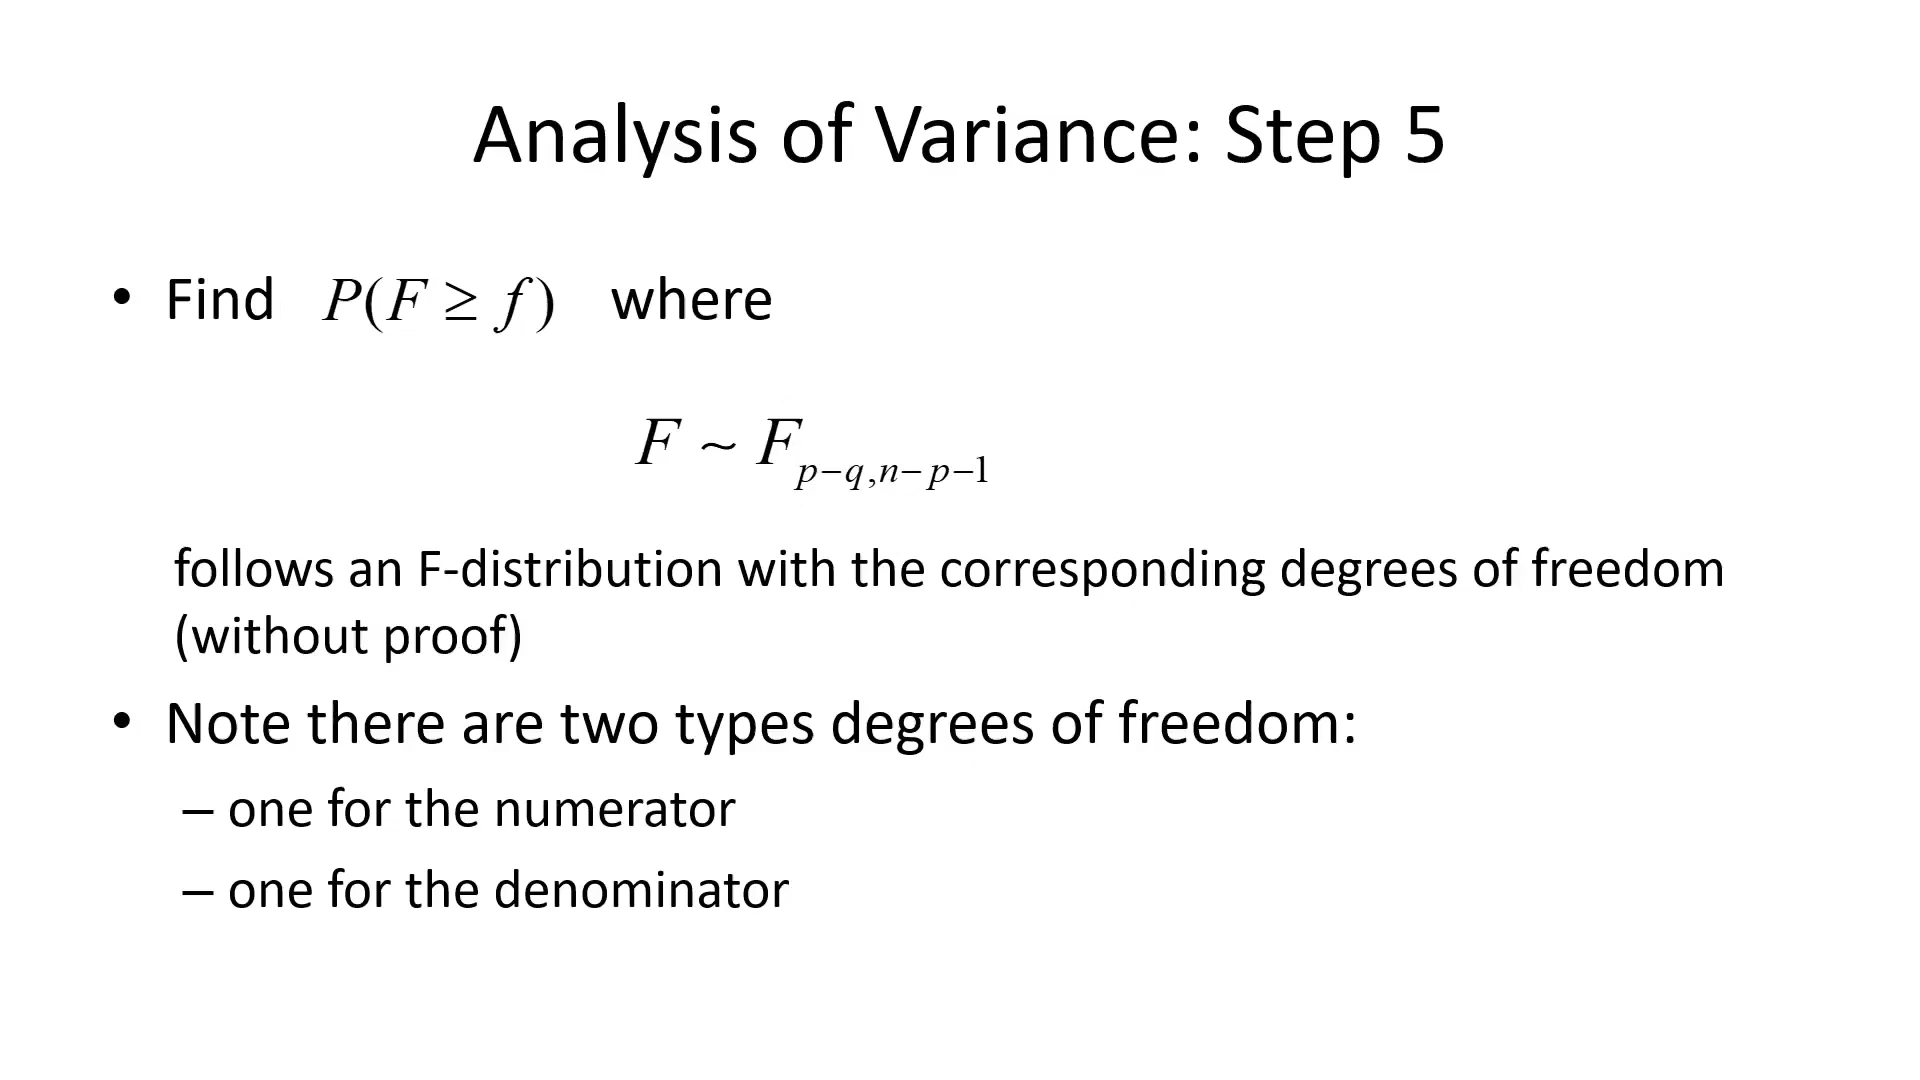 Analysis of Variance: Step 5
• Find P(F ≥ f) where
F ~ F_{p−q,n−p−1}
follows an F-distribution with the corresponding degrees of freedom
(without proof)
• Note there are two types degrees of freedom:
– one for the numerator
– one for the denominator